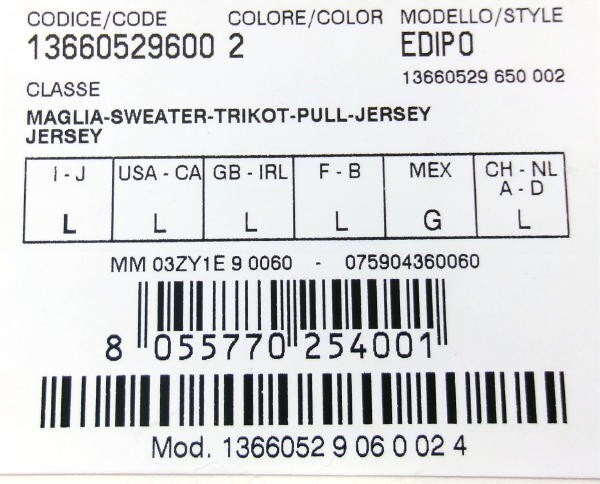 CODICE/CODE COLORE/COLOR MODELLO/STYLE
13660529600 2 EDIPO
13660529 650 002
CLASSE
MAGLIA-SWEATER-TRIKOT-PULL-JERSEY
JERSEY
I - J USA - CA GB - IRL F - B MEX CH - NL
A - D
L L L L G L
MM 03ZY1E 9 0060 - 075904360060
8 055770 254001
Mod. 1366052 9 06 0 02 4